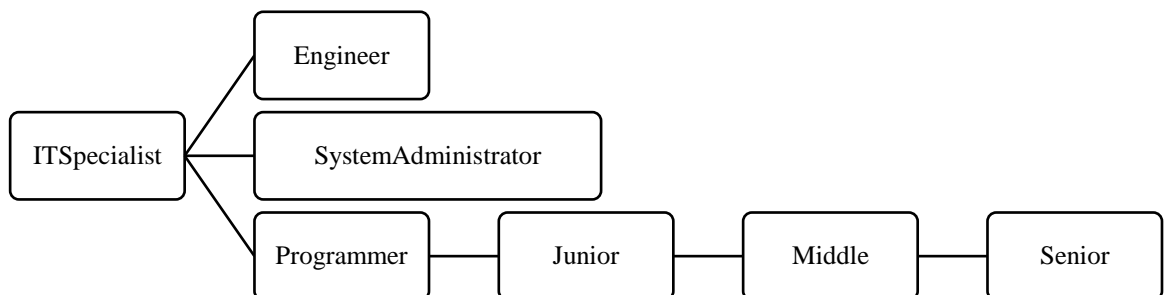 Engineer
ITSpecialist
SystemAdministrator
Programmer
Junior
Middle
Senior